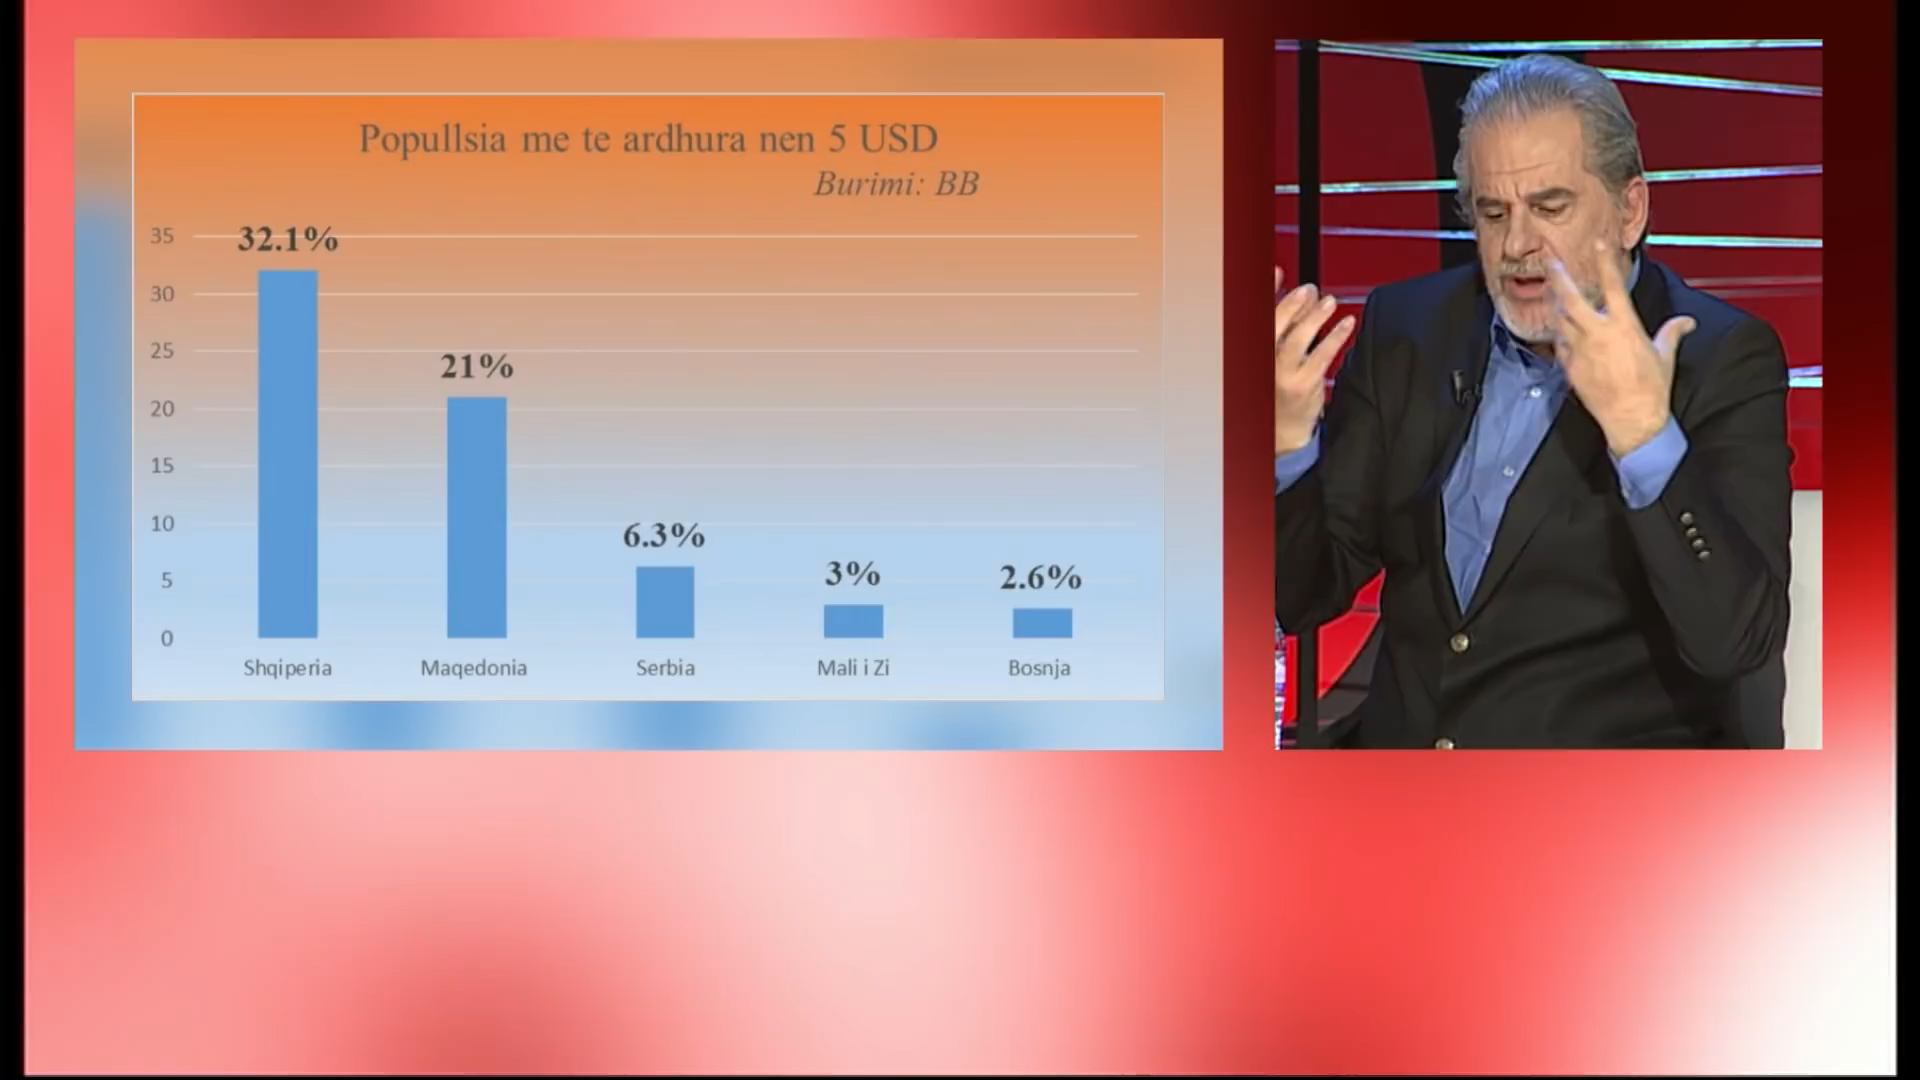 Popullsia me te ardhura nen 5 USD
Burimi: BB
35
30
25
20
15
10
5
0
32.1%
21%
6.3%
3%
2.6%
Shqiperia
Maqedonia
Serbia
Mali i Zi
Bosnja